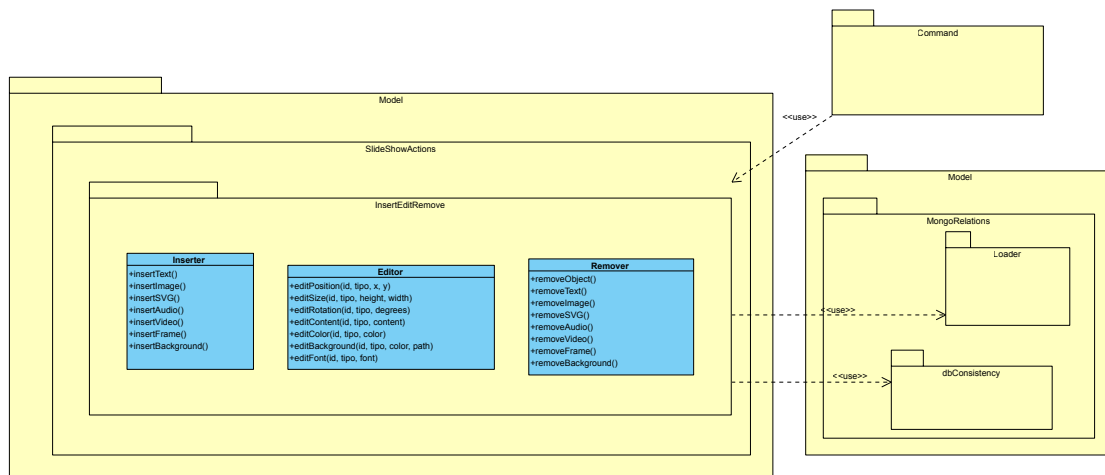 Command
Model
<<use>>
SlideShowActions
Model
InsertEditRemove
MongoRelations
Inserter
+insertText()
+insertImage()
+insertSVG()
+insertAudio()
+insertVideo()
+insertFrame()
+insertBackground()
Editor
+editPosition(id, tipo, x, y)
+editSize(id, tipo, height, width)
+editRotation(id, tipo, degrees)
+editContent(id, tipo, content)
+editColor(id, tipo, color)
+editBackground(id, tipo, color, path)
+editFont(id, tipo, font)
Remover
+removeObject()
+removeText()
+removeImage()
+removeSVG()
+removeAudio()
+removeVideo()
+removeFrame()
+removeBackground()
Loader
<<use>>
<<use>>
dbConsistency